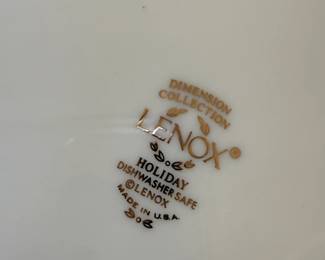 DIMENSION
COLLECTION
LENOX®
HOLIDAY
DISHWASHER SAFE
©LENOX
MADE IN U.S.A.